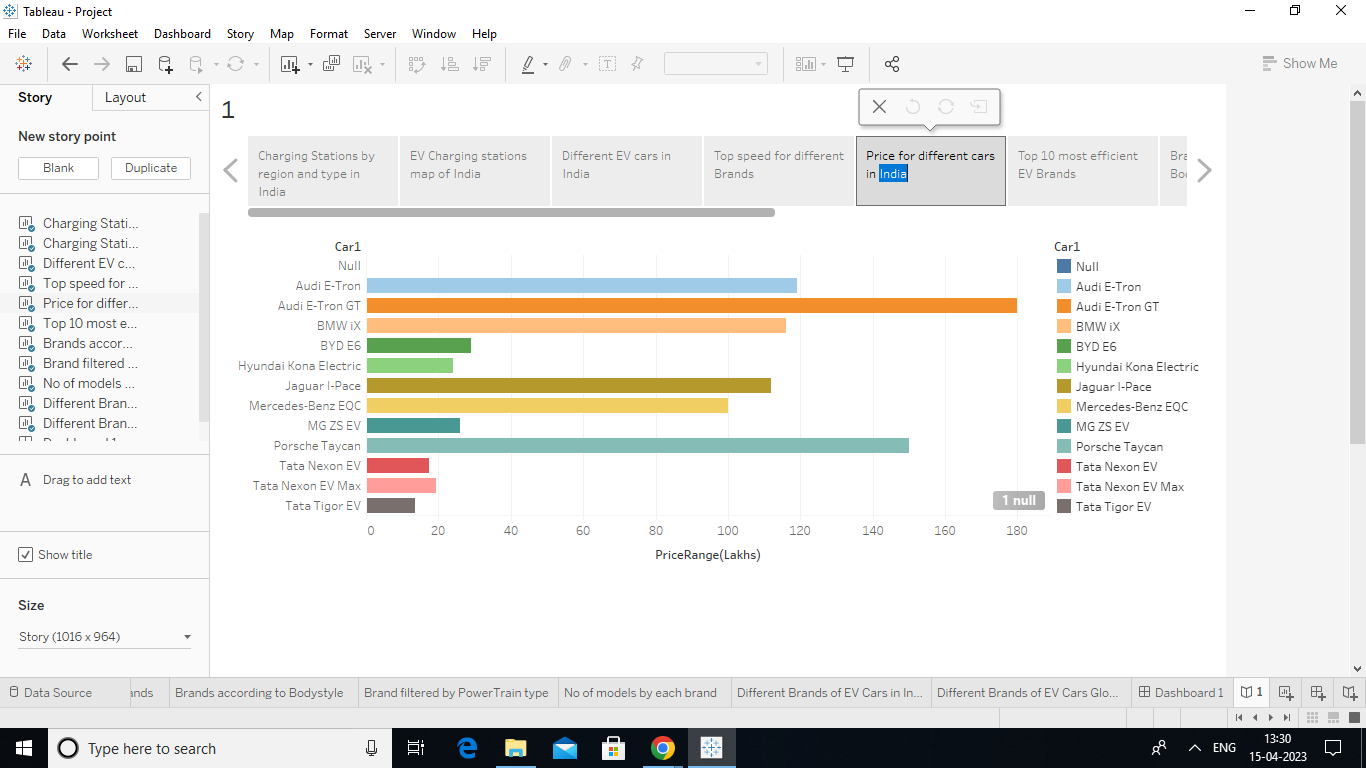 Tableau - Project
File Data Worksheet Dashboard Story Map Format Server Window Help
Show Me
Story Layout
New story point
Blank Duplicate
Charging Stati...
Charging Stati...
Different EV c...
Top speed for ...
Price for differ...
Top 10 most e...
Brands accor...
Brand filtered ...
No of models ...
Different Bran...
Different Bran...
A Drag to add text
Show title
Size
Story (1016 x 964)
1
Charging Stations by
region and type in
India
EV Charging stations
map of India
Different EV cars in
India
Top speed for different
Brands
Price for different cars
in India
Top 10 most efficient
EV Brands
Bra
Bo
Car1
Null
Audi E-Tron
Audi E-Tron GT
BMW iX
BYD E6
Hyundai Kona Electric
Jaguar I-Pace
Mercedes-Benz EQC
MG ZS EV
Porsche Taycan
Tata Nexon EV
Tata Nexon EV Max
Tata Tigor EV
1 null
0 20 40 60 80 100 120 140 160 180
PriceRange(Lakhs)
Car1
Null
Audi E-Tron
Audi E-Tron GT
BMW iX
BYD E6
Hyundai Kona Electric
Jaguar I-Pace
Mercedes-Benz EQC
MG ZS EV
Porsche Taycan
Tata Nexon EV
Tata Nexon EV Max
Tata Tigor EV
Data Source ands Brands according to Bodystyle Brand filtered by PowerTrain type No of models by each brand Different Brands of EV Cars in In... Different Brands of EV Cars Glo... Dashboard 1 1
Type here to search
ENG
13:30
15-04-2023